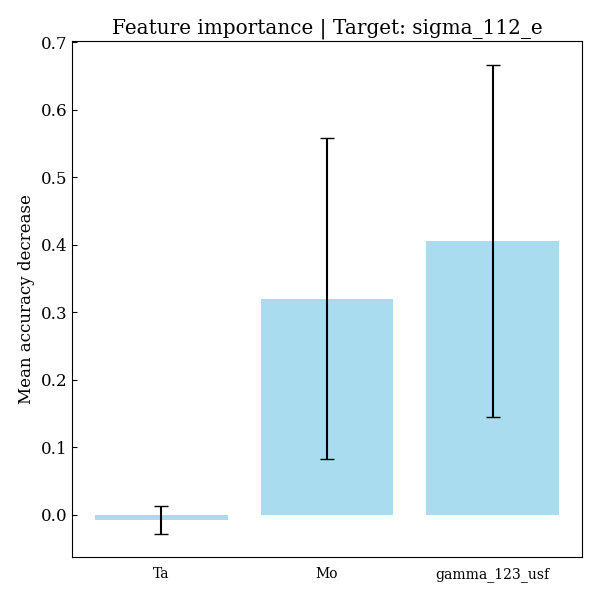 Feature importance | Target: sigma_112_e
Mean accuracy decrease
0.7
0.6
0.5
0.4
0.3
0.2
0.1
0.0
Ta
Mo
gamma_123_usf